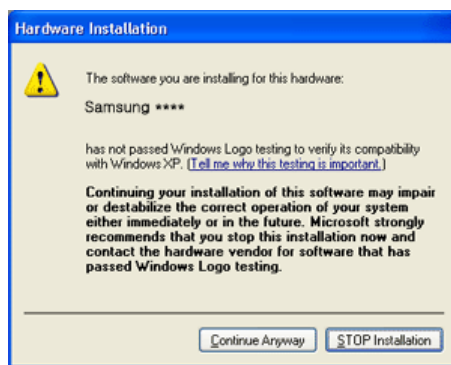 Hardware Installation
The software you are installing for this hardware:
Samsung ****
has not passed Windows Logo testing to verify its compatibility
with Windows XP. (Tell me why this testing is important.)
Continuing your installation of this software may impair
or destabilize the correct operation of your system
either immediately or in the future. Microsoft strongly
recommends that you stop this installation now and
contact the hardware vendor for software that has
passed Windows Logo testing.
Continue Anyway STOP Installation